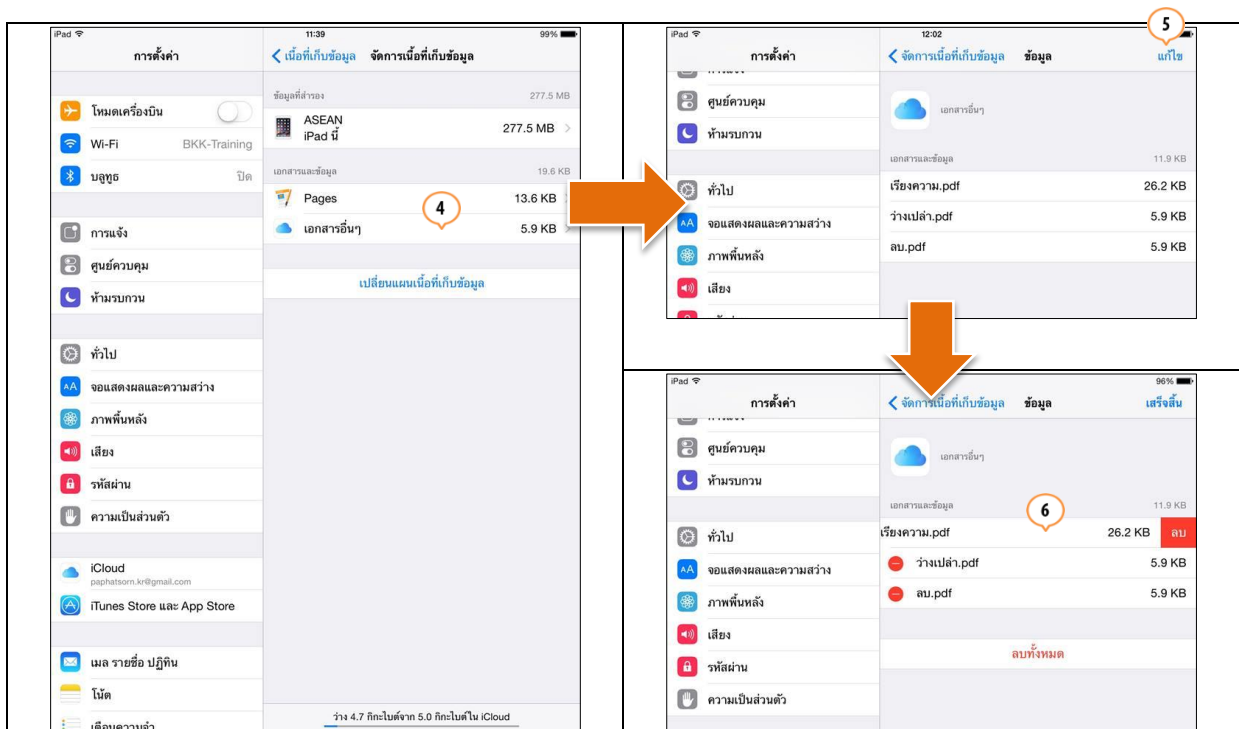 iPad 11:39 99%
การตั้งค่า
เนื้อที่เก็บข้อมูล จัดการเนื้อที่เก็บข้อมูล
โหมดเครื่องบิน
Wi-Fi BKK-Training
บลูทูธ ปิด
การแจ้ง
ศูนย์ควบคุม
ห้ามรบกวน
ทั่วไป
จอแสดงผลและความสว่าง
ภาพพื้นหลัง
เสียง
รหัสผ่าน
ความเป็นส่วนตัว
iCloud
paphatsorn.kr@gmail.com
iTunes Store และ App Store
เมล รายชื่อ ปฏิทิน
โน้ต
เตือนความจำ
ข้อมูลที่สำรอง 277.5 MB
ASEAN
iPad นี้
277.5 MB
เอกสารและข้อมูล 19.6 KB
Pages 13.6 KB
4
เอกสารอื่นๆ 5.9 KB
เปลี่ยนแผนเนื้อที่เก็บข้อมูล
ว่าง 4.7 กิกะไบต์จาก 5.0 กิกะไบต์ใน iCloud
5
iPad 12:02
การตั้งค่า
จัดการเนื้อที่เก็บข้อมูล ข้อมูล แก้ไข
ศูนย์ควบคุม
ห้ามรบกวน
ทั่วไป
AA จอแสดงผลและความสว่าง
ภาพพื้นหลัง
เสียง
เอกสารอื่นๆ
เอกสารและข้อมูล 11.9 KB
เรียงความ.pdf 26.2 KB
ว่างเปล่า.pdf 5.9 KB
ลบ.pdf 5.9 KB
iPad 96%
การตั้งค่า
จัดการเนื้อที่เก็บข้อมูล ข้อมูล เสร็จสิ้น
ศูนย์ควบคุม
ห้ามรบกวน
ทั่วไป
AA จอแสดงผลและความสว่าง
ภาพพื้นหลัง
เสียง
รหัสผ่าน
ความเป็นส่วนตัว
เอกสารอื่นๆ
เอกสารและข้อมูล 11.9 KB
6
เรียงความ.pdf 26.2 KB ลบ
ว่างเปล่า.pdf 5.9 KB
ลบ.pdf 5.9 KB
ลบทั้งหมด